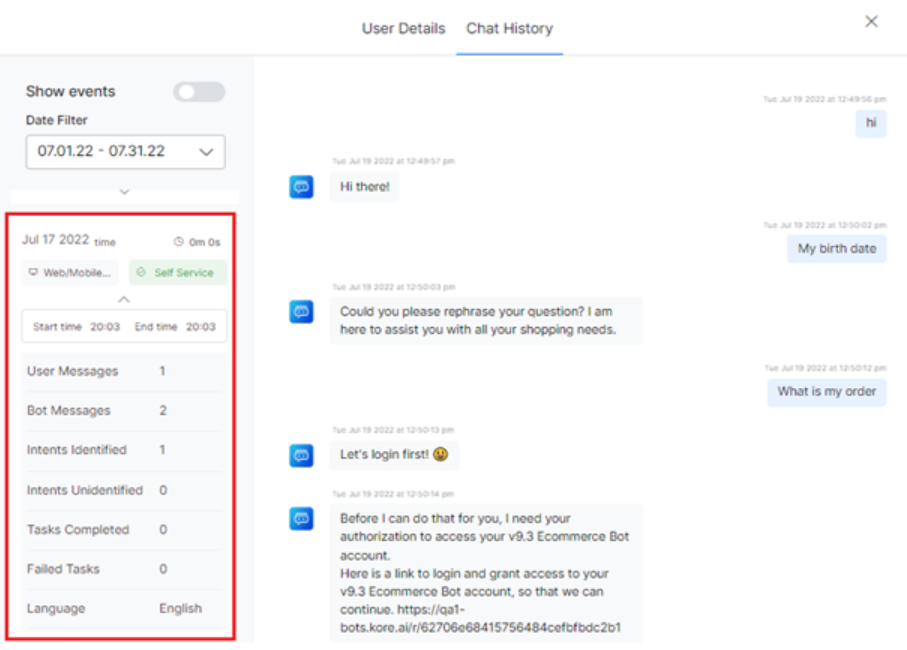 User Details
Chat History
Show events
Date Filter
07.01.22 - 07.31.22
Jul 17 2022 time
0m 0s
Web/Mobile...
Self Service
Start time 20:03 End time 20:03
User Messages 1
Bot Messages 2
Intents Identified 1
Intents Unidentified 0
Tasks Completed 0
Failed Tasks 0
Language English
Tue Jul 19 2022 at 12:49:56 pm
hi
Tue Jul 19 2022 at 12:49:57 pm
Hi there!
Tue Jul 19 2022 at 12:50:02 pm
My birth date
Tue Jul 19 2022 at 12:50:03 pm
Could you please rephrase your question? I am
here to assist you with all your shopping needs.
Tue Jul 19 2022 at 12:50:12 pm
What is my order
Tue Jul 19 2022 at 12:50:13 pm
Let's login first! 😀
Tue Jul 19 2022 at 12:50:14 pm
Before I can do that for you, I need your
authorization to access your v9.3 Ecommerce Bot
account.
Here is a link to login and grant access to your
v9.3 Ecommerce Bot account, so that we can
continue. https://qa1-
bots.kore.ai/r/62706e68415756484cefbfbdc2b1